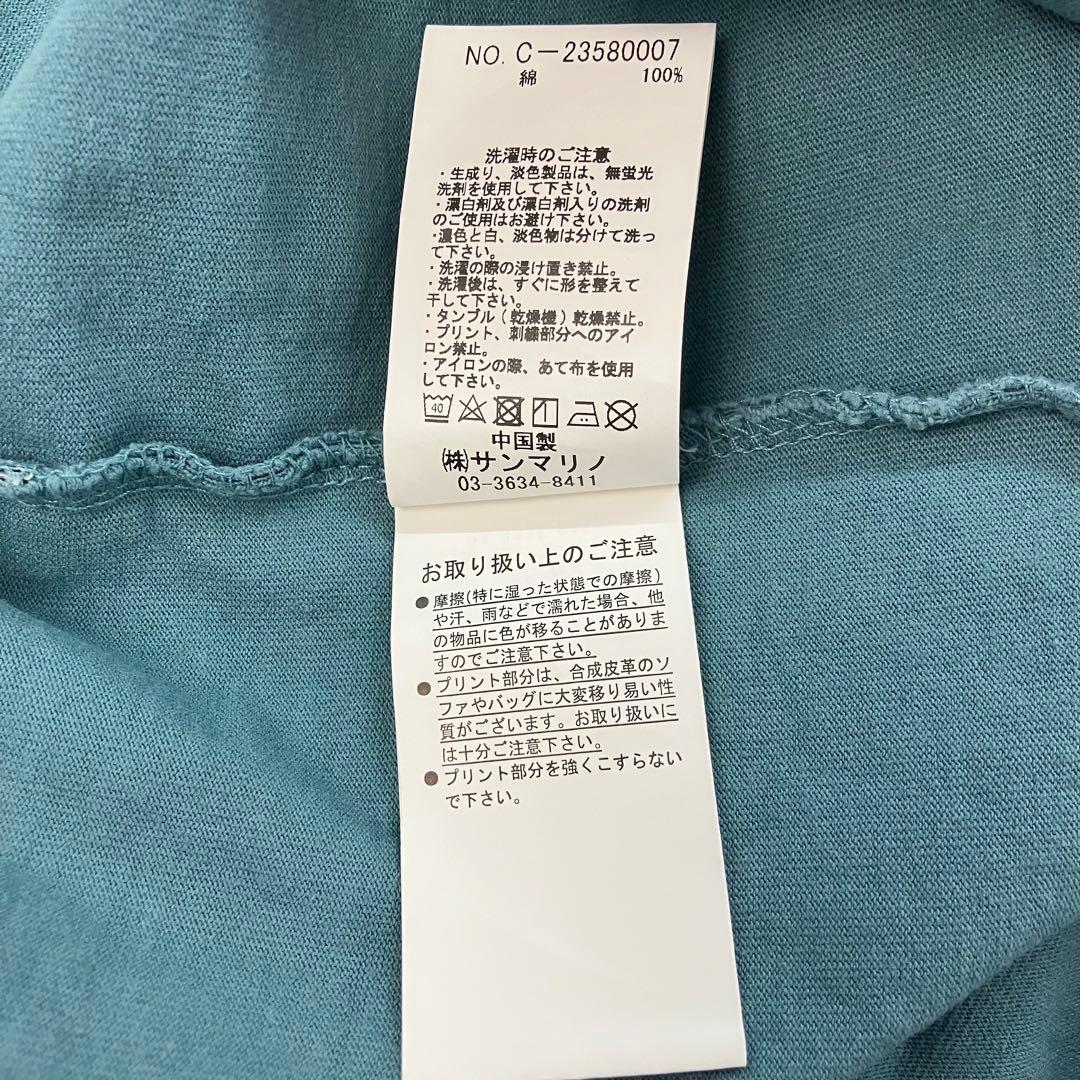 NO. C-23580007
綿 100%
洗濯時のご注意
・生成り、淡色製品は、無蛍光
洗剤を使用して下さい。
・漂白剤及び漂白剤入りの洗剤
のご使用はお避け下さい。
・濃色と白、淡色物は分けて洗っ
て下さい。
・洗濯の際の浸け置き禁止。
・洗濯後は、すぐに形を整えて
干して下さい。
・タンブル(乾燥機)乾燥禁止。
・プリント、刺繍部分へのアイ
ロン禁止。
・アイロンの際、あて布を使用
して下さい。
40
中国製
㈱サンマリノ
03-3634-8411
お取り扱い上のご注意
●摩擦(特に湿った状態での摩擦)
や汗、雨などで濡れた場合、他
の物品に色が移ることがありま
すのでご注意下さい。
●プリント部分は、合成皮革のソ
ファやバッグに大変移り易い性
質がございます。お取り扱いに
は十分ご注意下さい。
●プリント部分を強くこすらない
で下さい。